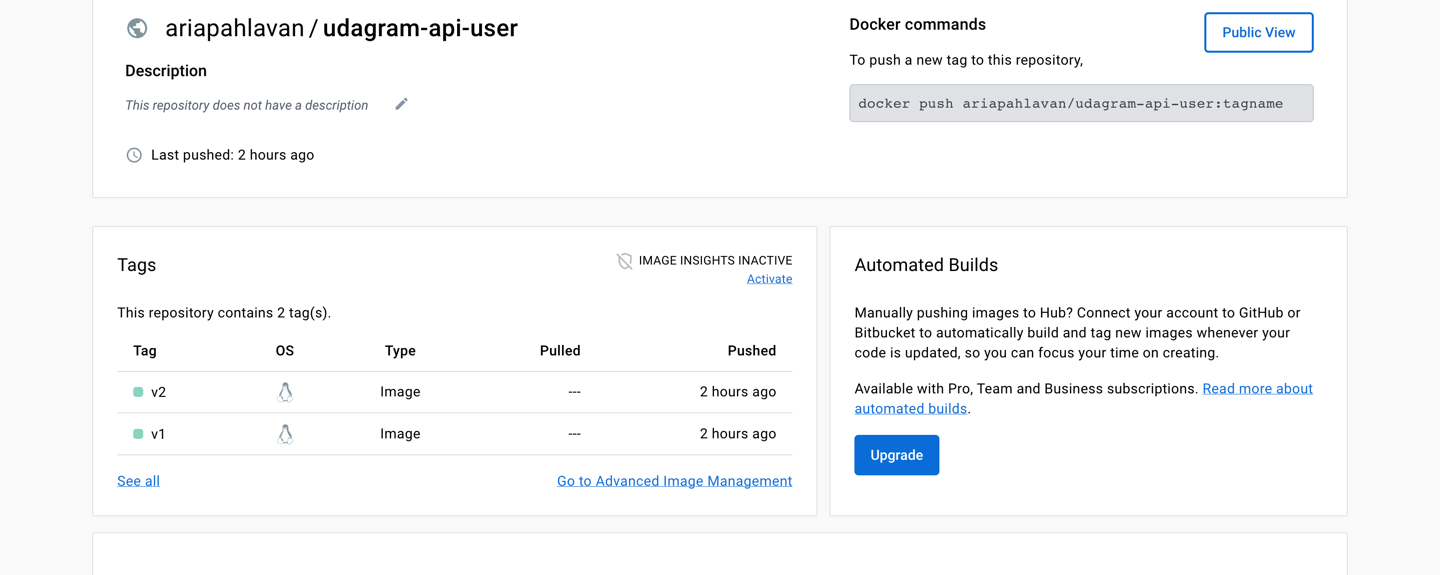 ariapahlavan / udagram-api-user
Description
This repository does not have a description
Last pushed: 2 hours ago
Docker commands
Public View
To push a new tag to this repository,
docker push ariapahlavan/udagram-api-user:tagname
Tags
IMAGE INSIGHTS INACTIVE
Activate
This repository contains 2 tag(s).
Tag OS Type Pulled Pushed
v2 Image --- 2 hours ago
v1 Image --- 2 hours ago
See all
Go to Advanced Image Management
Automated Builds
Manually pushing images to Hub? Connect your account to GitHub or
Bitbucket to automatically build and tag new images whenever your
code is updated, so you can focus your time on creating.
Available with Pro, Team and Business subscriptions. Read more about
automated builds.
Upgrade